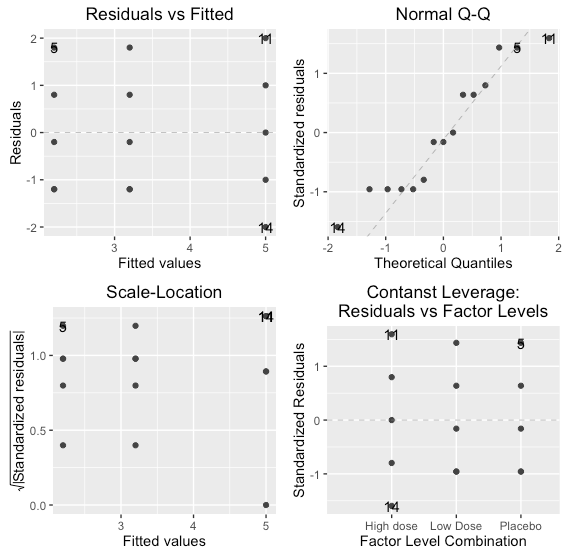 Residuals vs Fitted
Residuals
2
1
0
-1
-2
5
11
14
3
4
5
Fitted values
Normal Q-Q
Standardized residuals
1
0
-1
14
5
11
-2
-1
0
1
2
Theoretical Quantiles
Scale-Location
√|Standardized residuals|
1.0
0.5
0.0
5
14
3
4
5
Fitted values
Contanst Leverage:
Residuals vs Factor Levels
Standardized Residuals
1
0
-1
11
5
14
High dose Low Dose Placebo
Factor Level Combination